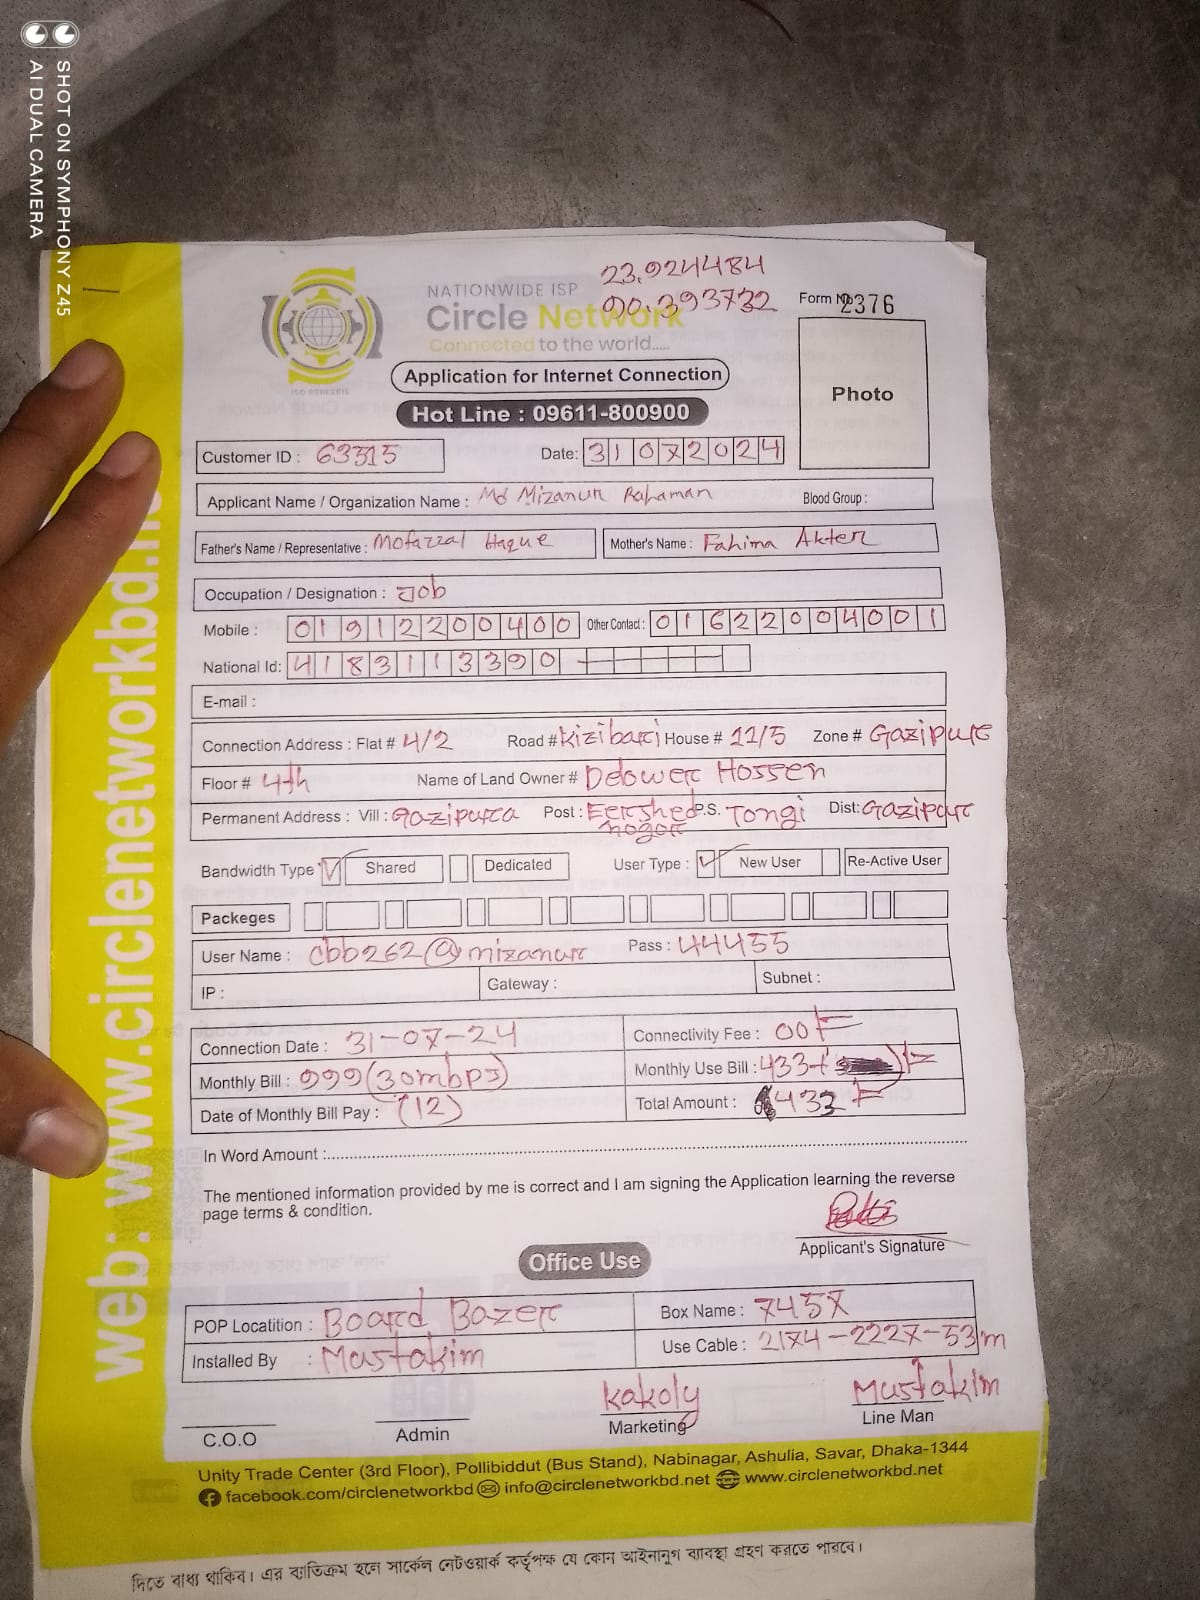 SHOT ON SYMPHONY Z45
AI DUAL CAMERA
web: www.circlenetworkbd.ne
23.924484
90.393732
NATIONWIDE ISP
Circle Network
Connected to the world.....
ISO 9001:2015
Form No 2376
Photo
Application for Internet Connection
Hot Line : 09611-800900
Customer ID : 63315 Date: 31072024
Applicant Name / Organization Name : Md Mizanur Rahaman Blood Group :
Father's Name / Representative : Mofazzal Haque Mother's Name : Fahima Akter
Occupation / Designation : Job
Mobile : 01912200400 Other Contact : 01622004001
National Id: 4183113390
E-mail :
Connection Address : Flat # 4/2 Road # Kizibari House # 11/5 Zone # Gazipure
Floor # 4th Name of Land Owner # Delower Hossen
Permanent Address : Vill : Gazipura Post : Eershed nogor P.S. Tongi Dist: Gazipur
Bandwidth Type Shared Dedicated User Type : New User Re-Active User
Packeges
User Name : cbb262@mizanur Pass : 44455
IP : Gateway : Subnet :
Connection Date : 31-07-24 Connectivity Fee : 00
Monthly Bill : 999 (30mbps) Monthly Use Bill : 433
Date of Monthly Bill Pay : (12) Total Amount : 433
In Word Amount :
The mentioned information provided by me is correct and I am signing the Application learning the reverse
page terms & condition.
Applicant's Signature
Office Use
POP Locatition : Board Bazer Box Name : 7457
Installed By : Mustakim Use Cable : 2174-2227-53m
C.O.O Admin Kakoly Marketing Mustakim Line Man
Unity Trade Center (3rd Floor), Pollibiddut (Bus Stand), Nabinagar, Ashulia, Savar, Dhaka-1344
facebook.com/circlenetworkbd info@circlenetworkbd.net www.circlenetworkbd.net
দিতে বাধ্য থাকিব। এর ব্যতিক্রম হলে সার্কেল নেটওয়ার্ক কর্তৃপক্ষ যে কোন আইনানুগ ব্যাবস্থা গ্রহণ করতে পারবে।